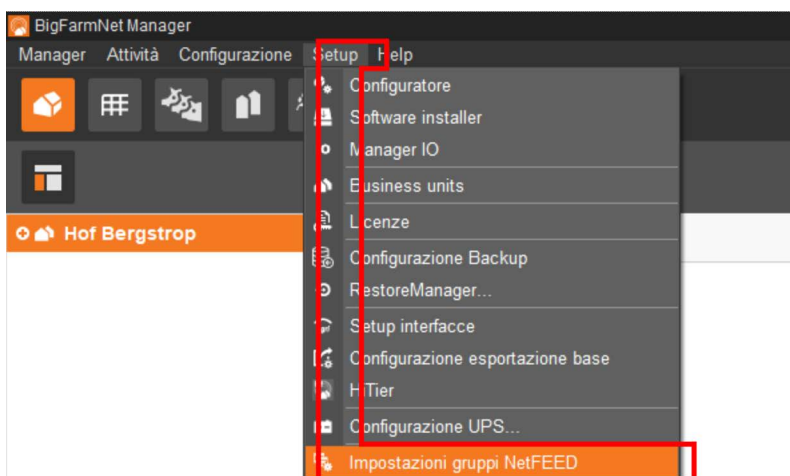 BigFarmNet Manager
Manager Attività Configurazione Setup Help
Configuratore
Software installer
Manager IO
Business units
Licenze
Hof Bergstrop
Configurazione Backup
RestoreManager...
Setup interfacce
Configurazione esportazione base
HiTier
Configurazione UPS...
Impostazioni gruppi NetFEED